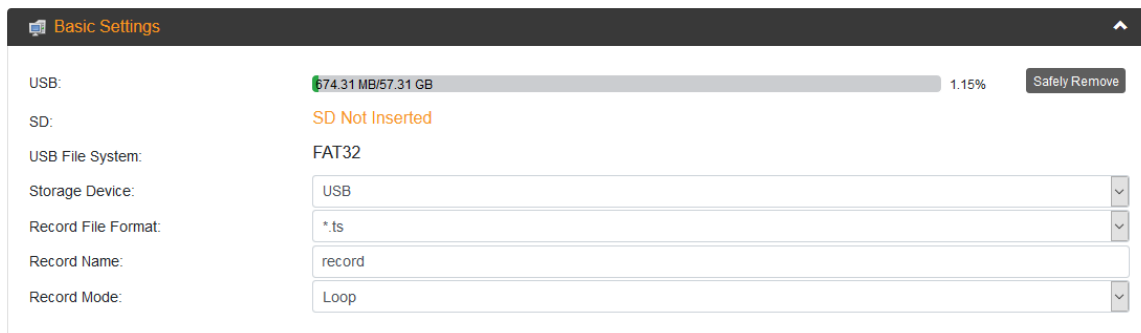 Basic Settings
USB: 674.31 MB/57.31 GB 1.15% Safely Remove
SD: SD Not Inserted
USB File System: FAT32
Storage Device: USB
Record File Format: *.ts
Record Name: record
Record Mode: Loop